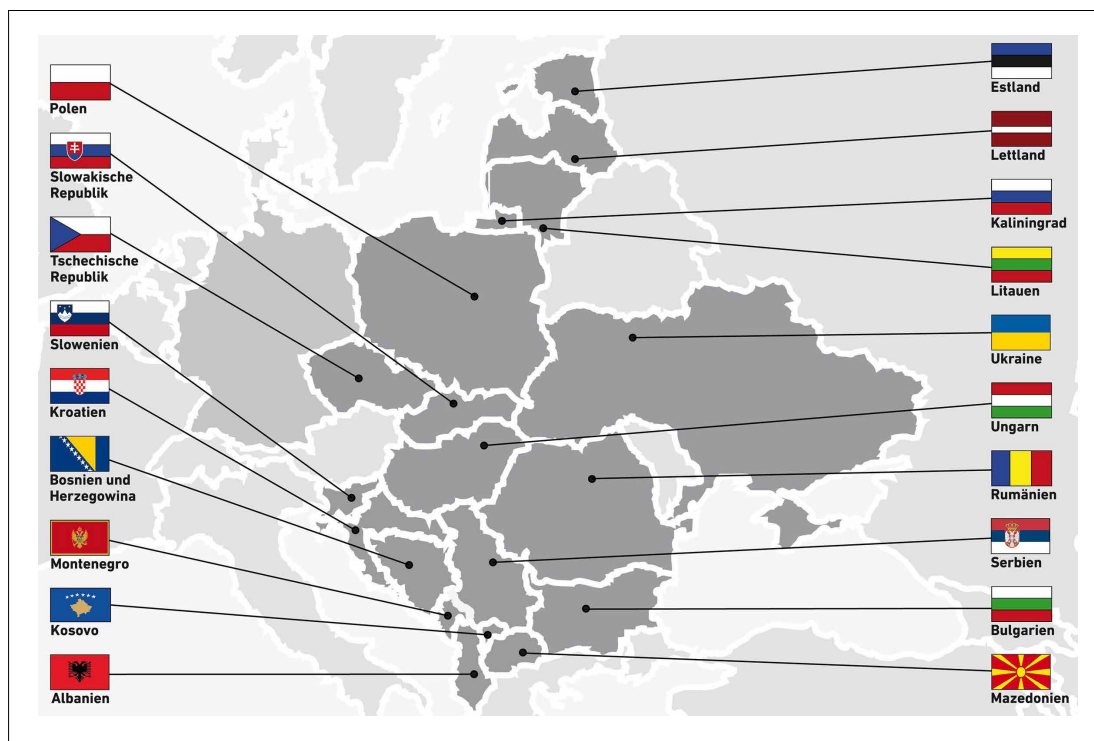 Polen
Slowakische
Republik
Tschechische
Republik
Slowenien
Kroatien
Bosnien und
Herzegowina
Montenegro
Kosovo
Albanien
Estland
Lettland
Kaliningrad
Litauen
Ukraine
Ungarn
Rumänien
Serbien
Bulgarien
Mazedonien